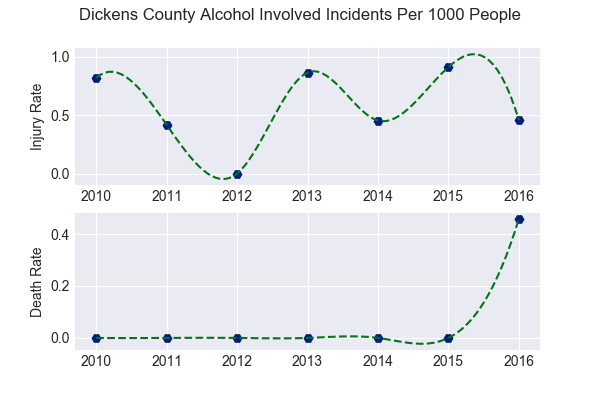 Dickens County Alcohol Involved Incidents Per 1000 People
1.0
0.5
0.0
Injury Rate
2010 2011 2012 2013 2014 2015 2016
0.4
0.2
0.0
Death Rate
2010 2011 2012 2013 2014 2015 2016